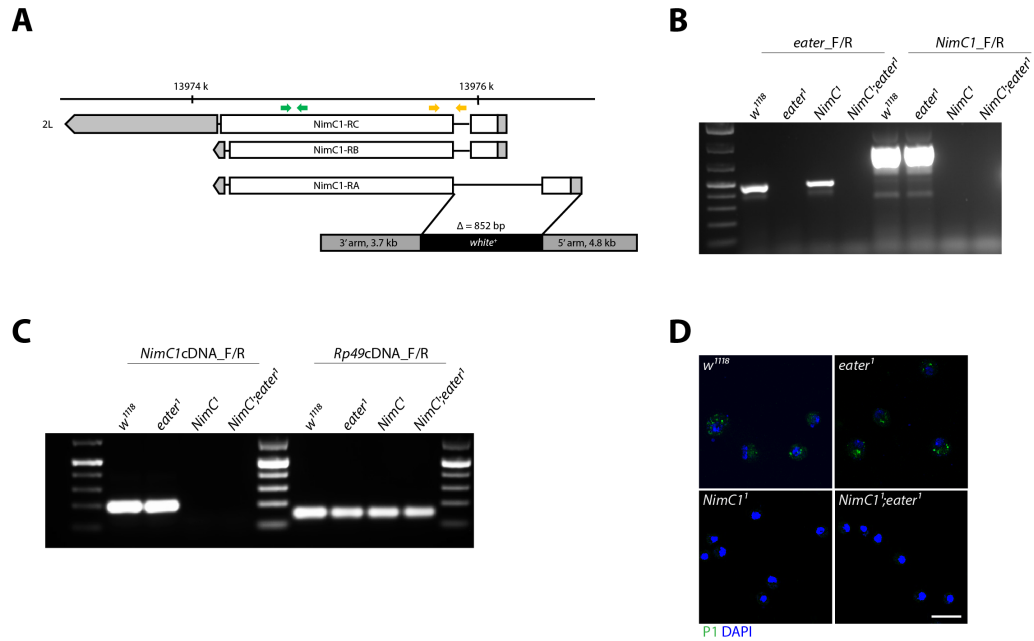 A
13974 k
13976 k
2L
NimC1-RC
NimC1-RB
NimC1-RA
Δ = 852 bp
3’ arm, 3.7 kb
white⁺
5’ arm, 4.8 kb
B
eater_F/R
NimC1_F/R
w¹¹¹⁸
eater¹
NimC¹
NimC¹;eater¹
w¹¹¹⁸
eater¹
NimC¹
NimC¹;eater¹
C
NimC1cDNA_F/R
Rp49cDNA_F/R
w¹¹¹⁸
eater¹
NimC¹
NimC¹;eater¹
w¹¹¹⁸
eater¹
NimC¹
NimC¹;eater¹
D
w¹¹¹⁸
eater¹
NimC1¹
NimC1¹;eater¹
P1 DAPI